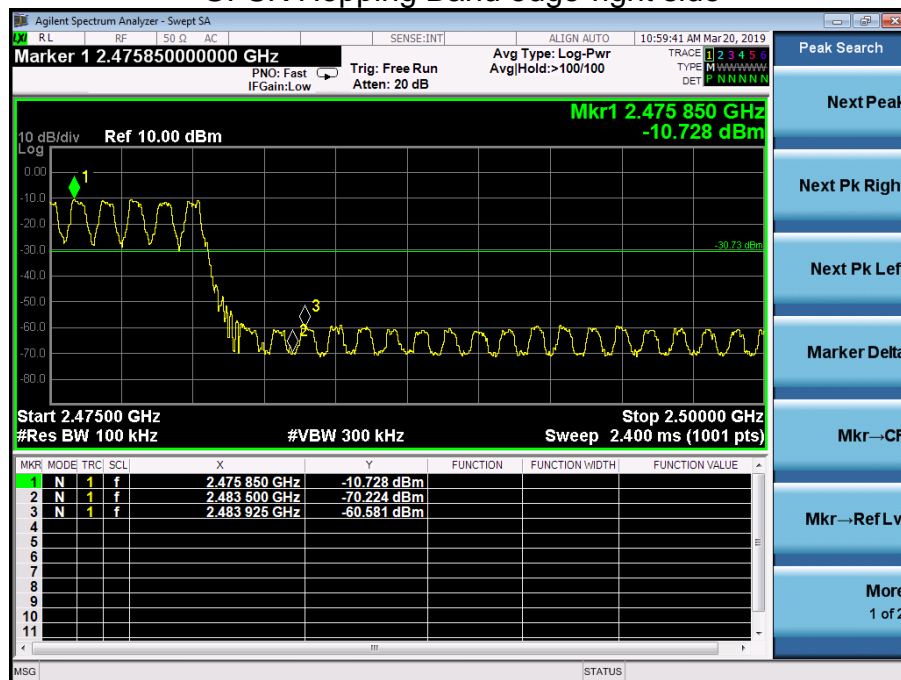 GFSK Hopping Band edge-right side
Agilent Spectrum Analyzer - Swept SA
RL RF 50 Ω AC SENSE:INT ALIGN AUTO 10:59:41 AM Mar 20, 2019
Marker 1 2.475850000000 GHz
PNO: Fast
IFGain:Low
Trig: Free Run
Atten: 20 dB
Avg Type: Log-Pwr
Avg|Hold:>100/100
TRACE 1 2 3 4 5 6
TYPE M WWWWW
DET P N N N N N
Peak Search
Next Peak
Next Pk Righ
Next Pk Lef
Marker Delta
Mkr→CF
Mkr→Ref Lv
More
1 of 2
Mkr1 2.475 850 GHz
-10.728 dBm
10 dB/div Ref 10.00 dBm
Log
0.00
-10.0
-20.0
-30.0
-40.0
-50.0
-60.0
-70.0
-80.0
1
2
3
-30.73 dBm
Start 2.47500 GHz Stop 2.50000 GHz
#Res BW 100 kHz #VBW 300 kHz Sweep 2.400 ms (1001 pts)
MKR MODE TRC SCL X Y FUNCTION FUNCTION WIDTH FUNCTION VALUE
1 N 1 f 2.475 850 GHz -10.728 dBm
2 N 1 f 2.483 500 GHz -70.224 dBm
3 N 1 f 2.483 925 GHz -60.581 dBm
4
5
6
7
8
9
10
11
MSG STATUS